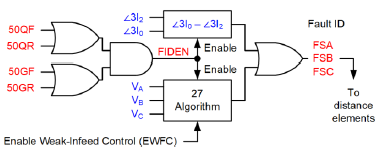 50QF
50QR
50GF
50GR
FIDEN
∠3I2
∠3I0
∠3I0 – ∠3I2
Enable
Enable
VA
VB
VC
27
Algorithm
Enable Weak-Infeed Control (EWFC)
Fault ID
FSA
FSB
FSC
To
distance
elements